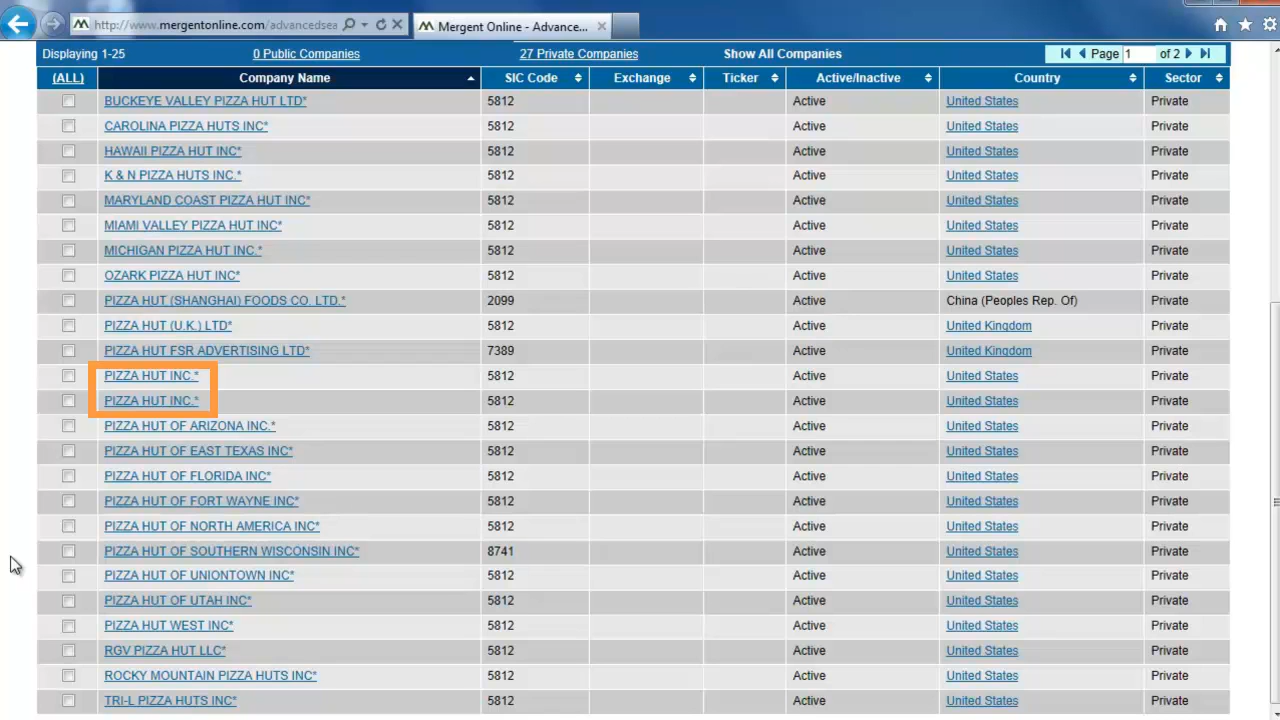 http://www.mergentonline.com/advancedsea
Mergent Online - Advance...
Displaying 1-25 0 Public Companies 27 Private Companies Show All Companies Page 1 of 2
(ALL) Company Name SIC Code Exchange Ticker Active/Inactive Country Sector
BUCKEYE VALLEY PIZZA HUT LTD* 5812 Active United States Private
CAROLINA PIZZA HUTS INC* 5812 Active United States Private
HAWAII PIZZA HUT INC* 5812 Active United States Private
K & N PIZZA HUTS INC.* 5812 Active United States Private
MARYLAND COAST PIZZA HUT INC* 5812 Active United States Private
MIAMI VALLEY PIZZA HUT INC* 5812 Active United States Private
MICHIGAN PIZZA HUT INC.* 5812 Active United States Private
OZARK PIZZA HUT INC* 5812 Active United States Private
PIZZA HUT (SHANGHAI) FOODS CO. LTD.* 2099 Active China (Peoples Rep. Of) Private
PIZZA HUT (U.K.) LTD* 5812 Active United Kingdom Private
PIZZA HUT FSR ADVERTISING LTD* 7389 Active United Kingdom Private
PIZZA HUT INC.* 5812 Active United States Private
PIZZA HUT INC.* 5812 Active United States Private
PIZZA HUT OF ARIZONA INC.* 5812 Active United States Private
PIZZA HUT OF EAST TEXAS INC* 5812 Active United States Private
PIZZA HUT OF FLORIDA INC* 5812 Active United States Private
PIZZA HUT OF FORT WAYNE INC* 5812 Active United States Private
PIZZA HUT OF NORTH AMERICA INC* 5812 Active United States Private
PIZZA HUT OF SOUTHERN WISCONSIN INC* 8741 Active United States Private
PIZZA HUT OF UNIONTOWN INC* 5812 Active United States Private
PIZZA HUT OF UTAH INC* 5812 Active United States Private
PIZZA HUT WEST INC* 5812 Active United States Private
RGV PIZZA HUT LLC* 5812 Active United States Private
ROCKY MOUNTAIN PIZZA HUTS INC* 5812 Active United States Private
TRI-L PIZZA HUTS INC* 5812 Active United States Private